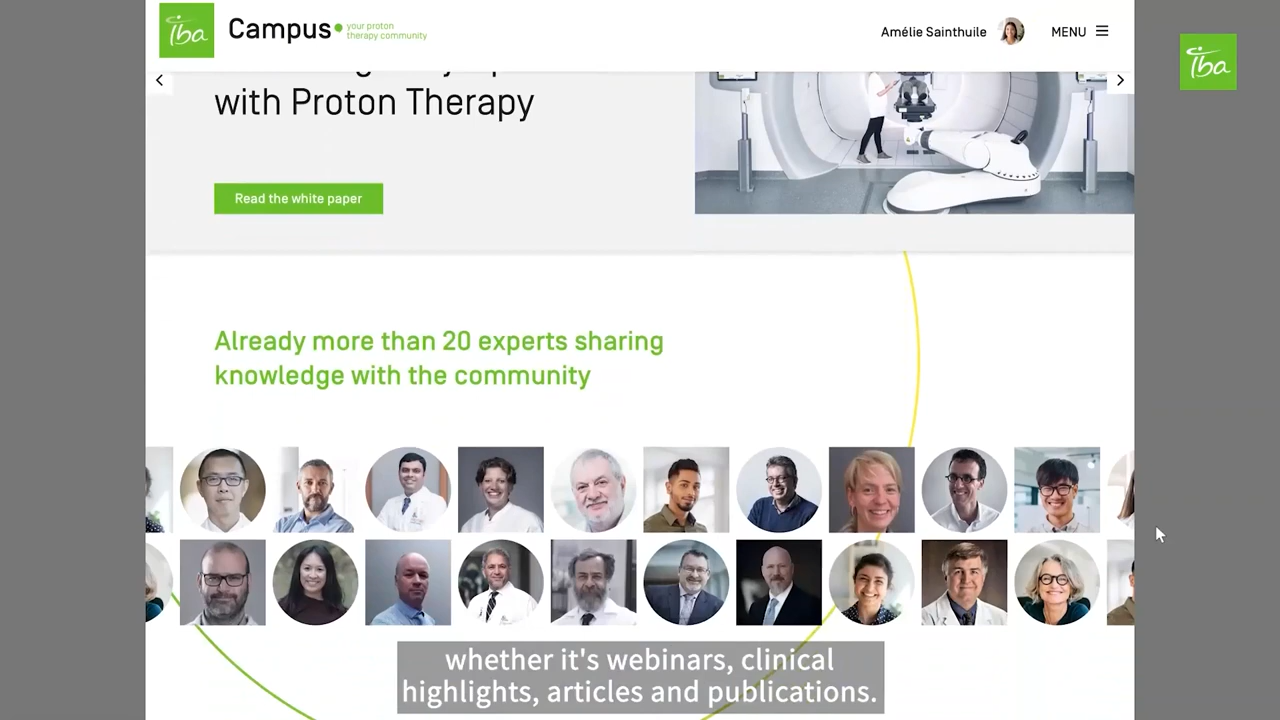 iba
Campus
your proton
therapy community
Amélie Sainthuile
MENU
iba
with Proton Therapy
Read the white paper
Already more than 20 experts sharing
knowledge with the community
whether it's webinars, clinical
highlights, articles and publications.